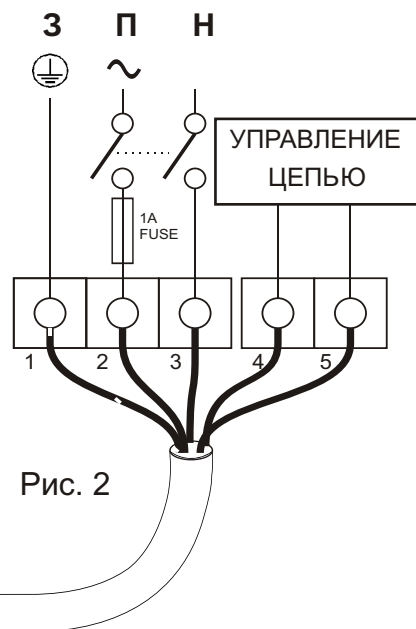 З П Н
УПРАВЛЕНИЕ
ЦЕПЬЮ
1A
FUSE
1 2 3 4 5
Рис. 2